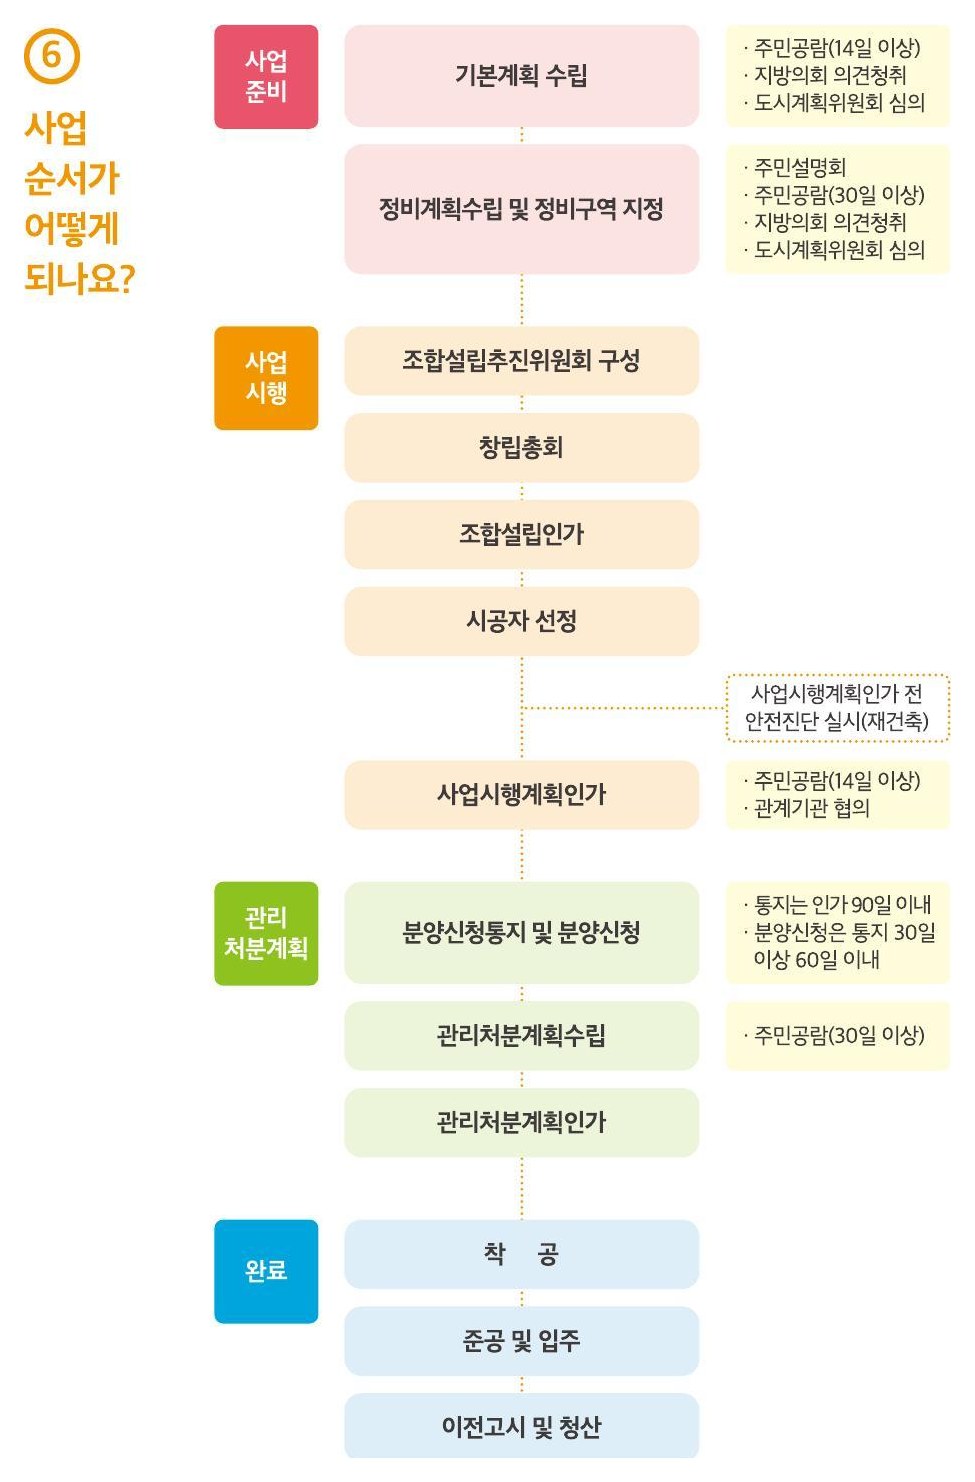 6
사업
순서가
어떻게
되나요?
사업
준비
기본계획 수립
· 주민공람(14일 이상)
· 지방의회 의견청취
· 도시계획위원회 심의
정비계획수립 및 정비구역 지정
· 주민설명회
· 주민공람(30일 이상)
· 지방의회 의견청취
· 도시계획위원회 심의
사업
시행
조합설립추진위원회 구성
창립총회
조합설립인가
시공자 선정
사업시행계획인가 전
안전진단 실시(재건축)
사업시행계획인가
· 주민공람(14일 이상)
· 관계기관 협의
관리
처분계획
분양신청통지 및 분양신청
· 통지는 인가 90일 이내
· 분양신청은 통지 30일
이상 60일 이내
관리처분계획수립
· 주민공람(30일 이상)
관리처분계획인가
완료
착 공
준공 및 입주
이전고시 및 청산